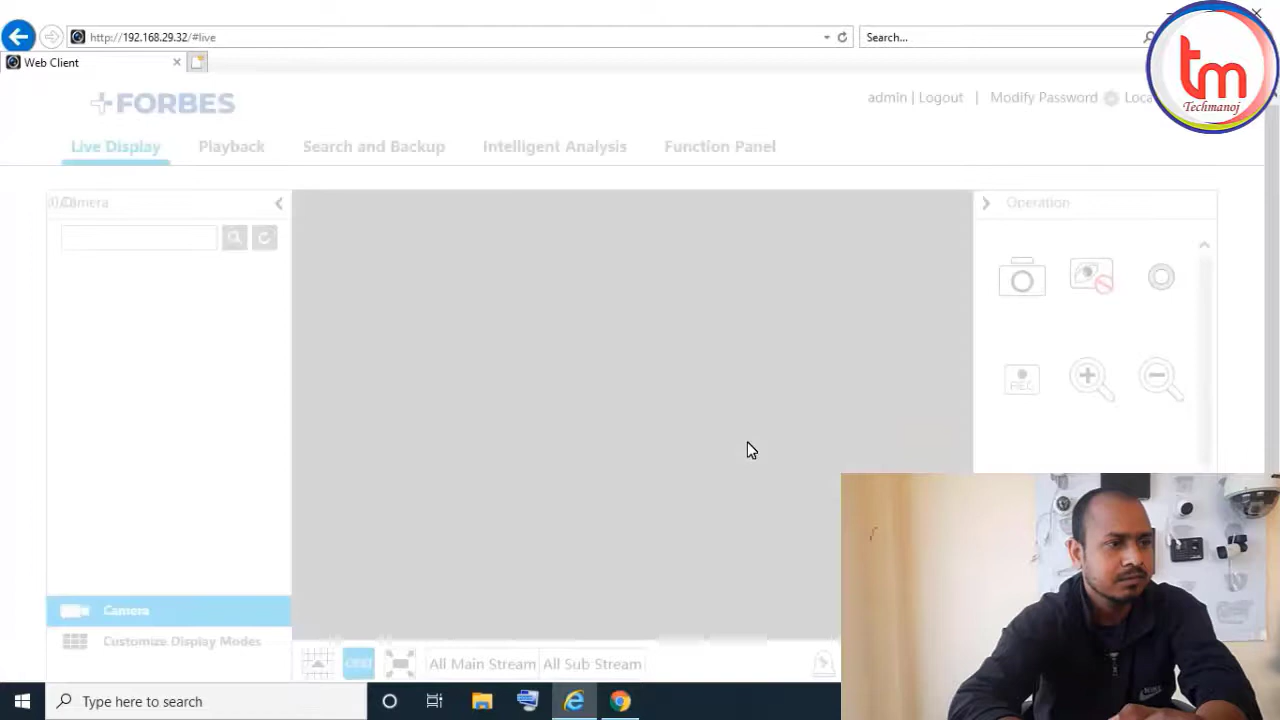 http://192.168.29.32/#live
Search...
Web Client
tm
Techmanoj
FORBES
admin | Logout | Modify Password
Live Display
Playback
Search and Backup
Intelligent Analysis
Function Panel
Operation
REC
Camera
Customize Display Modes
All Main Stream
All Sub Stream
Type here to search